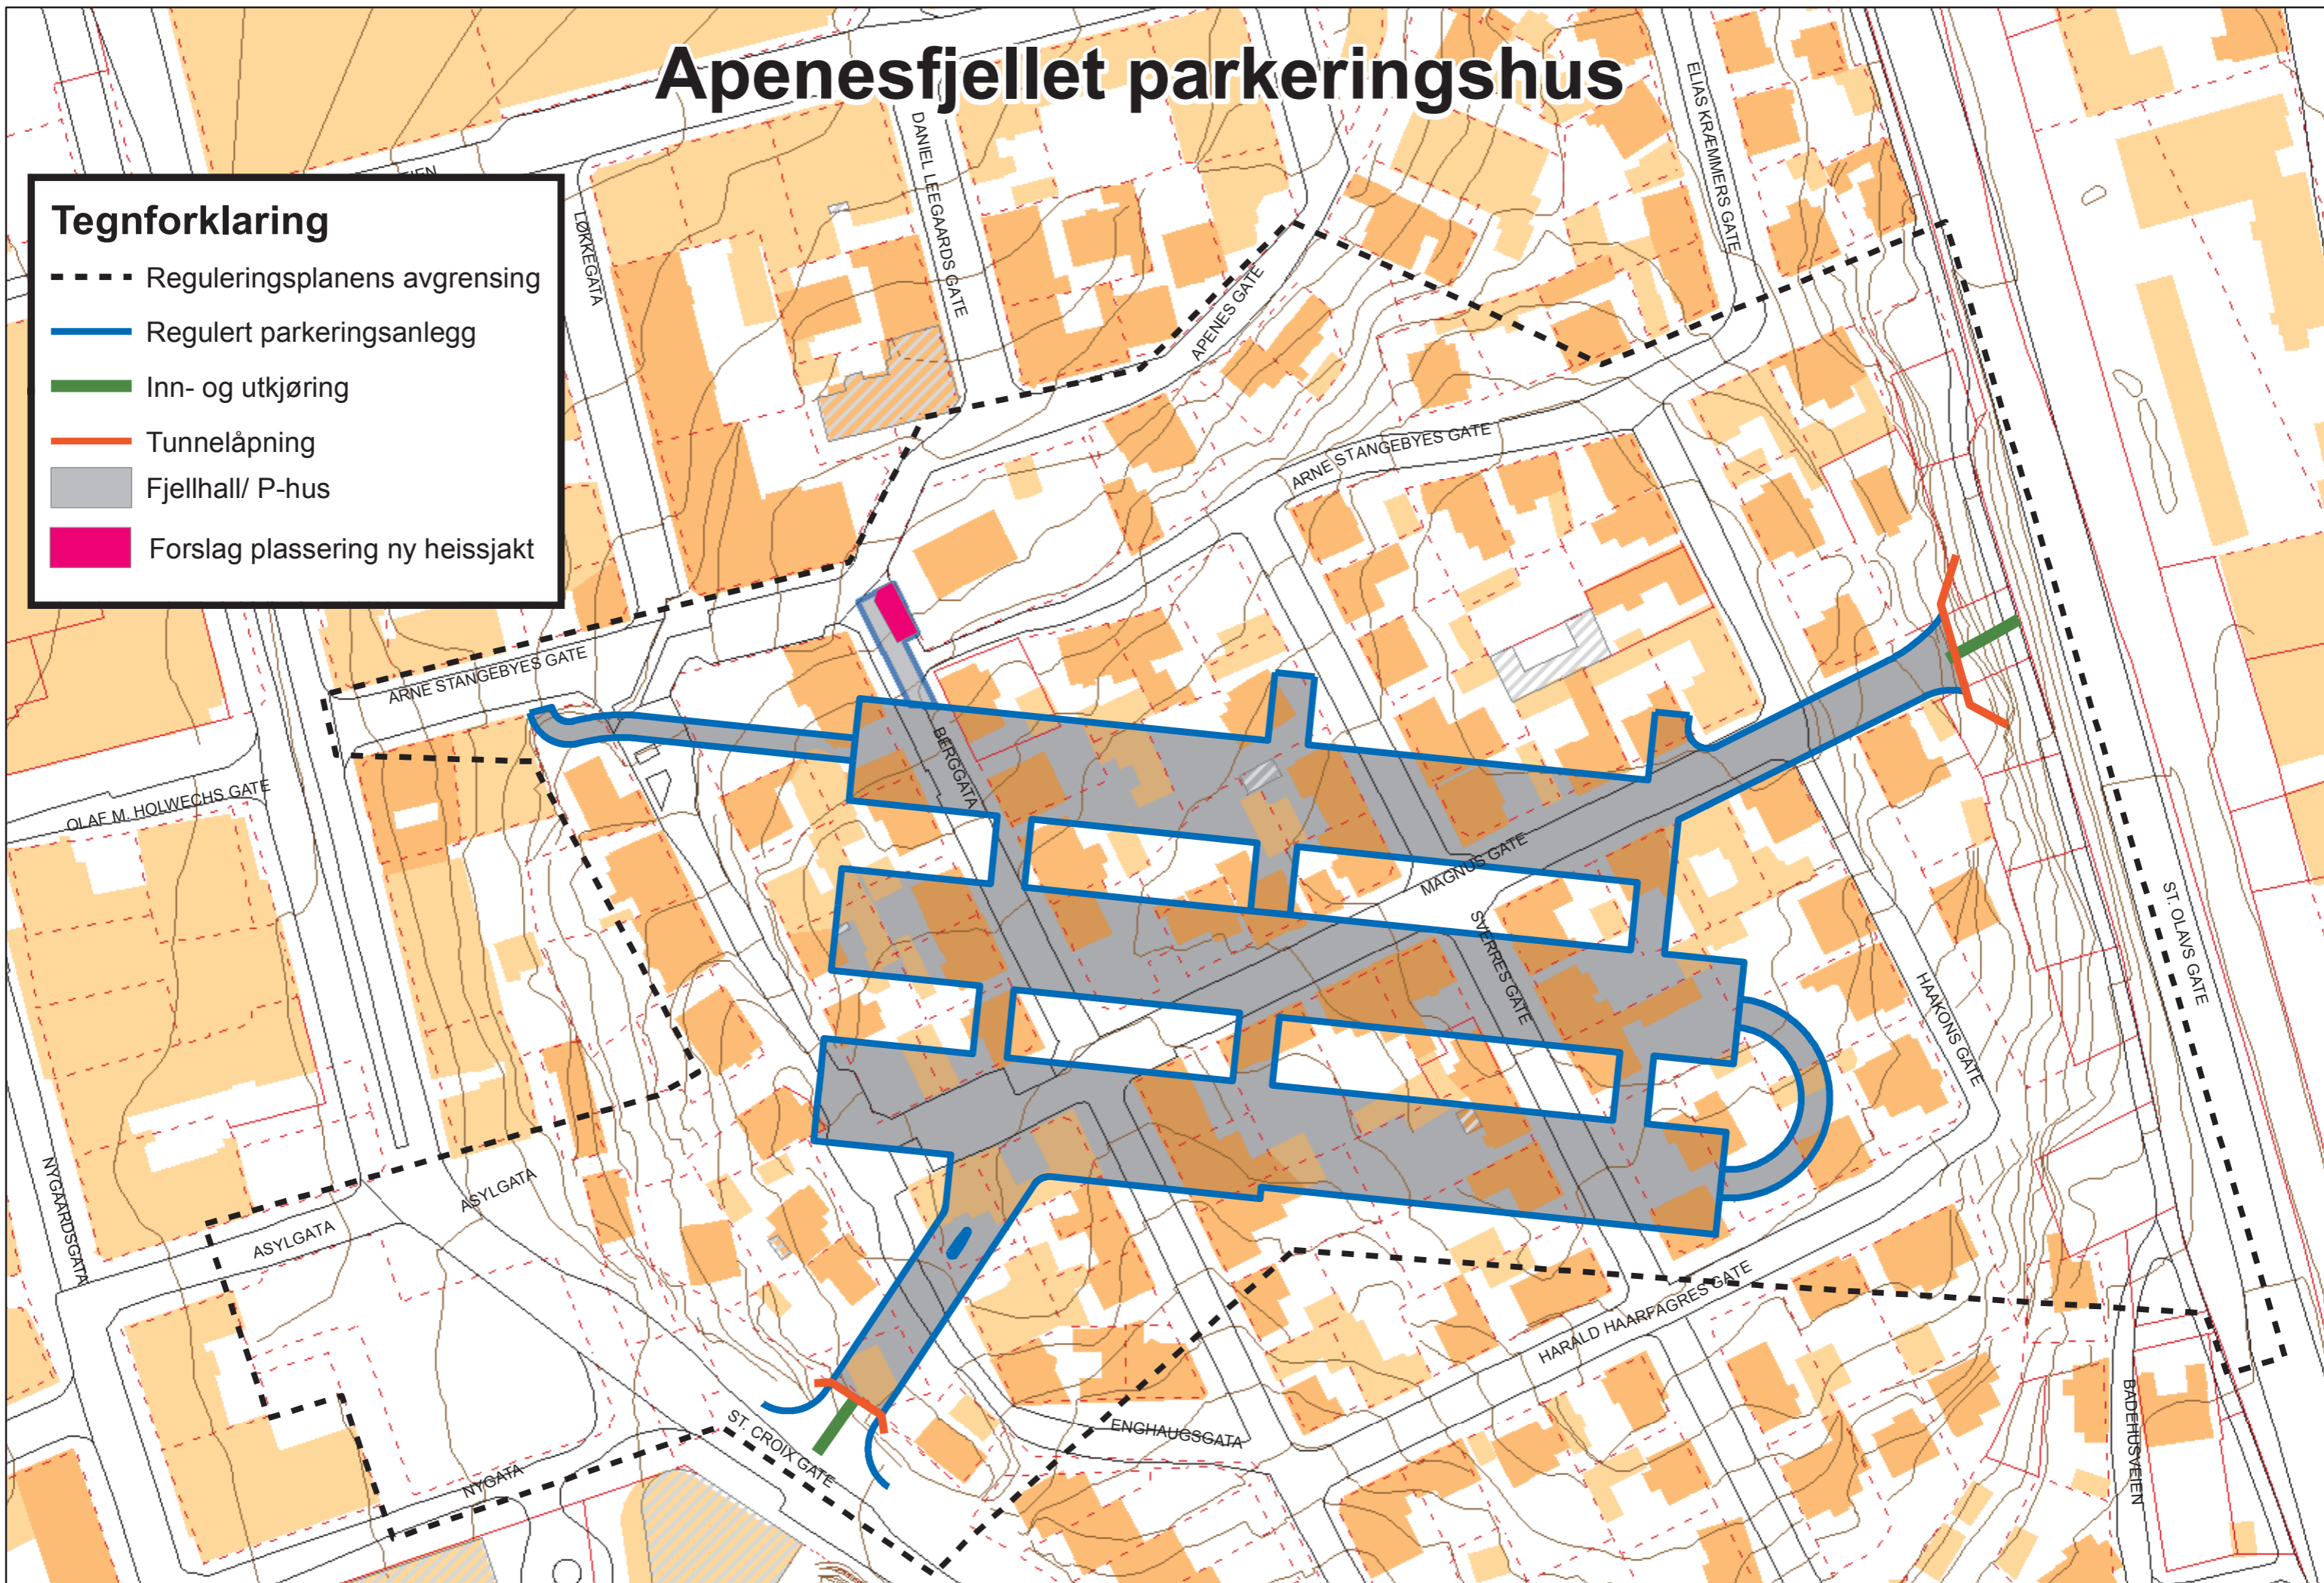 Apenesfjellet parkeringshus
Tegnforklaring
Reguleringsplanens avgrensing
Regulert parkeringsanlegg
Inn- og utkjøring
Tunnelåpning
Fjellhall/ P-hus
Forslag plassering ny heissjakt
LØKKEGATA
DANIEL LEEGAARDS GATE
APENES GATE
ELIAS KRÆMMERS GATE
ARNE STANGEBYES GATE
ARNE STANGEBYES GATE
OLAF M. HOLWECHS GATE
BERGGATA
MAGNUS GATE
SVERRES GATE
HAAKONS GATE
ST. OLAVS GATE
NYGAARDSGATA
ASYLGATA
ASYLGATA
HARALD HAARFAGRES GATE
ENGHAUGSGATA
ST. CROIX GATE
NYGATA
BADEHUSVEIEN